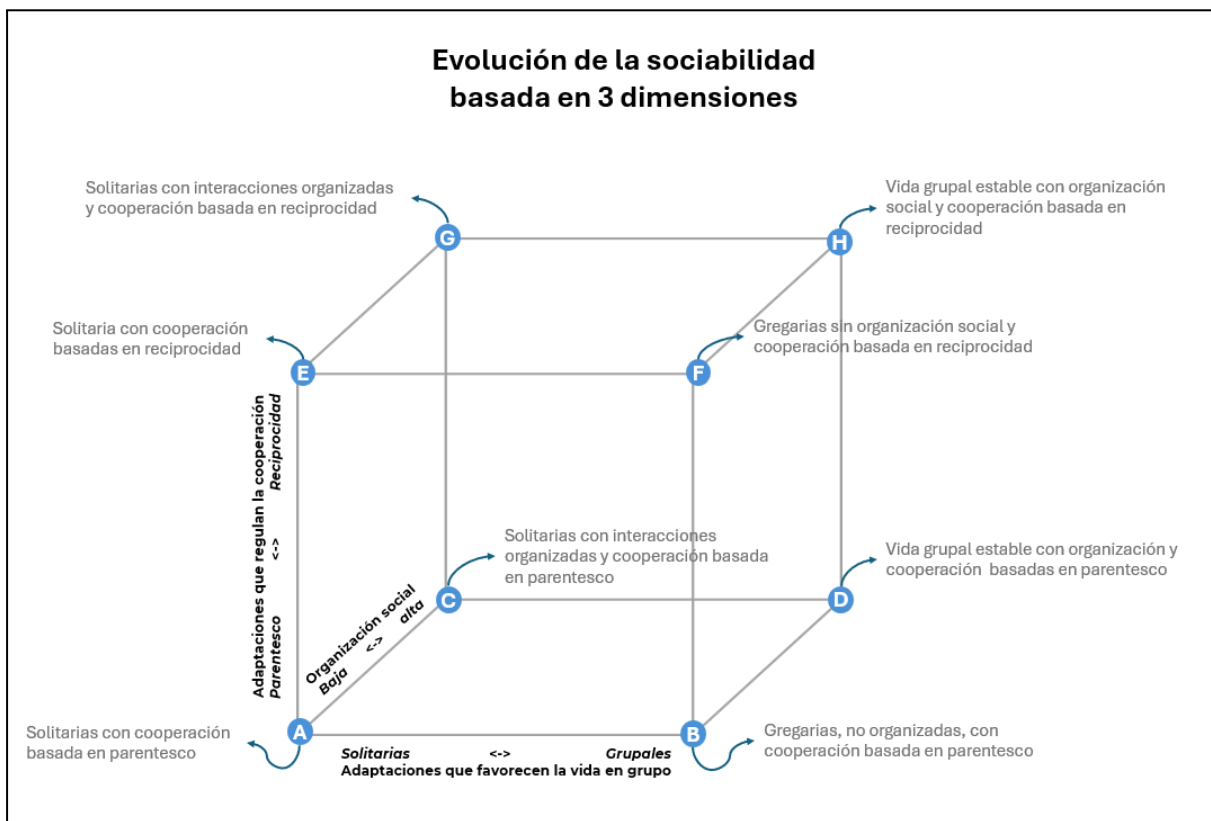 Evolución de la sociabilidad
basada en 3 dimensiones
Solitarias con interacciones organizadas
y cooperación basada en reciprocidad
Vida grupal estable con organización
social y cooperación basada en
reciprocidad
G
H
Solitaria con cooperación
basadas en reciprocidad
Gregarias sin organización social y
cooperación basada en reciprocidad
E
F
Adaptaciones que regulan la cooperación
Parentesco <-> Reciprocidad
Solitarias con interacciones
organizadas y cooperación basada
en parentesco
Vida grupal estable con organización y
cooperación basadas en parentesco
C
D
Organización social
Baja <-> alta
Solitarias con cooperación
basada en parentesco
A
B
Gregarias, no organizadas, con
cooperación basada en parentesco
Solitarias <-> Grupales
Adaptaciones que favorecen la vida en grupo